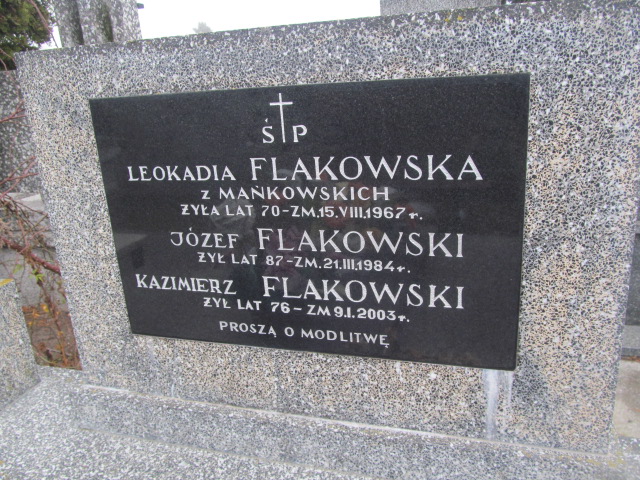 Ś P
LEOKADIA FLAKOWSKA
Z MAŃKOWSKICH
ŻYŁA LAT 70-ZM.15.VIII.1967r.
JÓZEF FLAKOWSKI
ŻYŁ LAT 87-ZM.21.III.1984r.
KAZIMIERZ FLAKOWSKI
ŻYŁ LAT 76-ZM 9.I.2003r.
PROSZĄ O MODLITWĘ